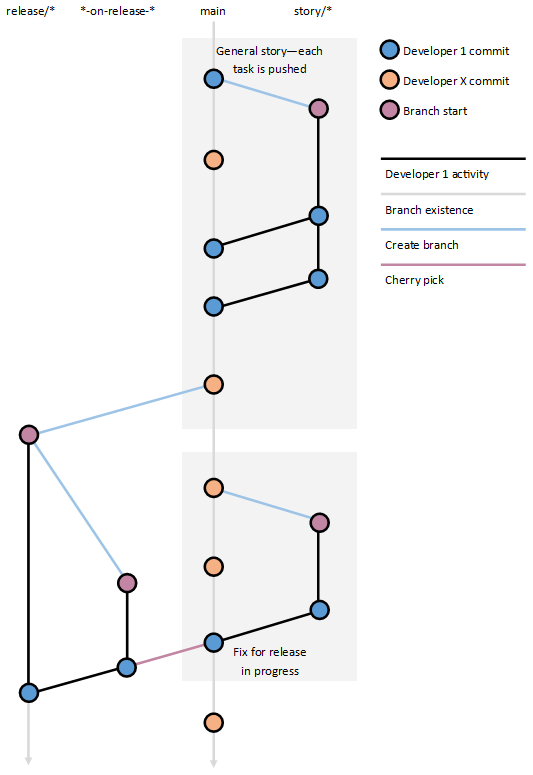 release/*
*-on-release-*
main
story/*
General story—each
task is pushed
Developer 1 commit
Developer X commit
Branch start
Developer 1 activity
Branch existence
Create branch
Cherry pick
Fix for release
in progress